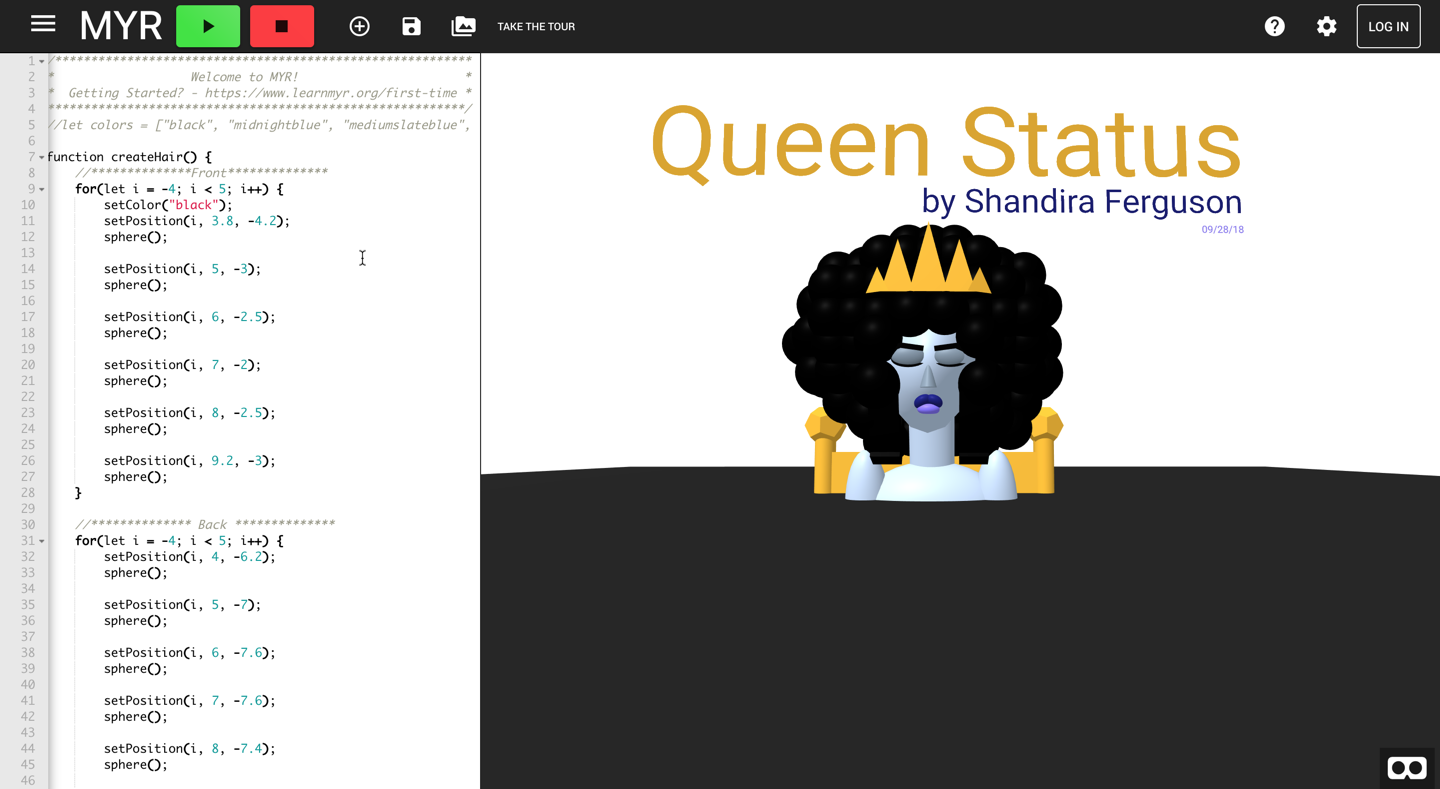 MYR
TAKE THE TOUR
LOG IN
1 /**********************************************************
2 * Welcome to MYR! *
3 * Getting Started? - https://www.learnmyr.org/first-time *
4 **********************************************************/
5 //let colors = ["black", "midnightblue", "mediumslateblue",
6
7 function createHair() {
8 //**************Front**************
9 for(let i = -4; i < 5; i++) {
10 setColor("black");
11 setPosition(i, 3.8, -4.2);
12 sphere();
13
14 setPosition(i, 5, -3);
15 sphere();
16
17 setPosition(i, 6, -2.5);
18 sphere();
19
20 setPosition(i, 7, -2);
21 sphere();
22
23 setPosition(i, 8, -2.5);
24 sphere();
25
26 setPosition(i, 9.2, -3);
27 sphere();
28 }
29
30 //************** Back **************
31 for(let i = -4; i < 5; i++) {
32 setPosition(i, 4, -6.2);
33 sphere();
34
35 setPosition(i, 5, -7);
36 sphere();
37
38 setPosition(i, 6, -7.6);
39 sphere();
40
41 setPosition(i, 7, -7.6);
42 sphere();
43
44 setPosition(i, 8, -7.4);
45 sphere();
46
Queen Status
by Shandira Ferguson
09/28/18